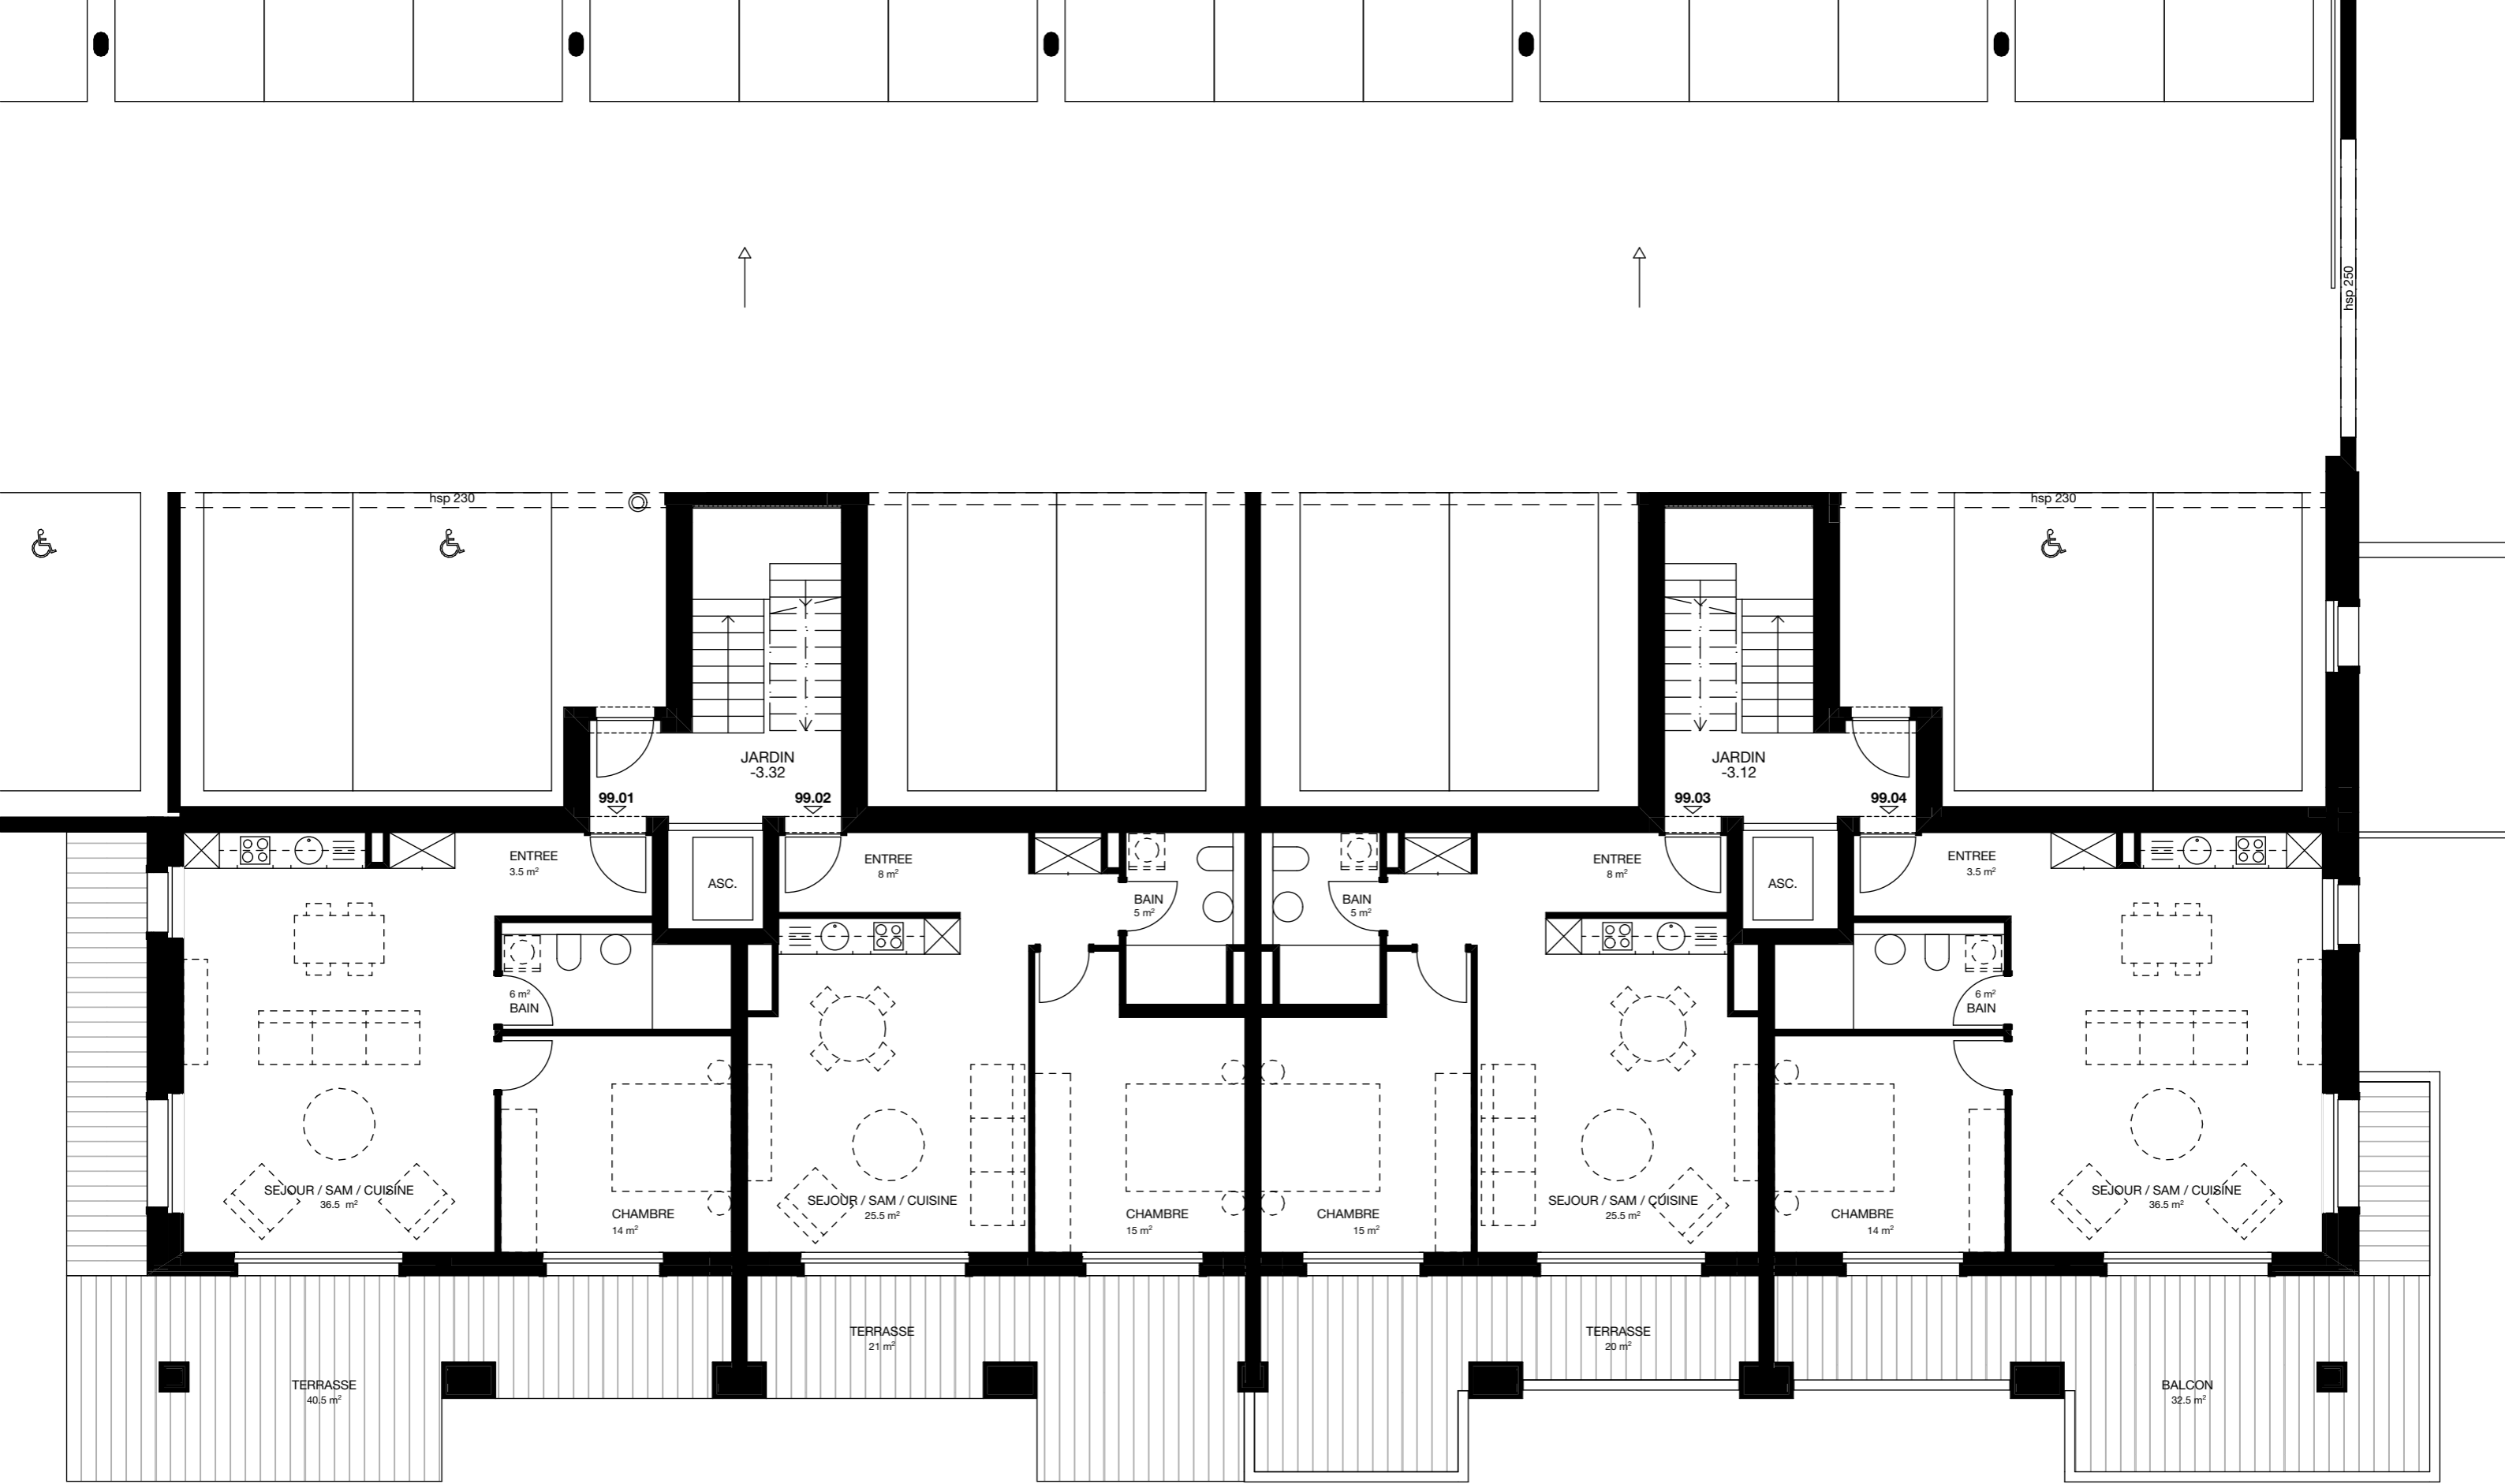 hsp 250
hsp 230
hsp 230
JARDIN
-3.32
JARDIN
-3.12
99.01
99.02
99.03
99.04
ENTREE
3.5 m²
ASC.
ENTREE
8 m²
BAIN
5 m²
BAIN
5 m²
ENTREE
8 m²
ASC.
ENTREE
3.5 m²
6 m²
BAIN
6 m²
BAIN
SEJOUR / SAM / CUISINE
36.5 m²
CHAMBRE
14 m²
SEJOUR / SAM / CUISINE
25.5 m²
CHAMBRE
15 m²
CHAMBRE
15 m²
SEJOUR / SAM / CUISINE
25.5 m²
CHAMBRE
14 m²
SEJOUR / SAM / CUISINE
36.5 m²
TERRASSE
40.5 m²
TERRASSE
21 m²
TERRASSE
20 m²
BALCON
32.5 m²